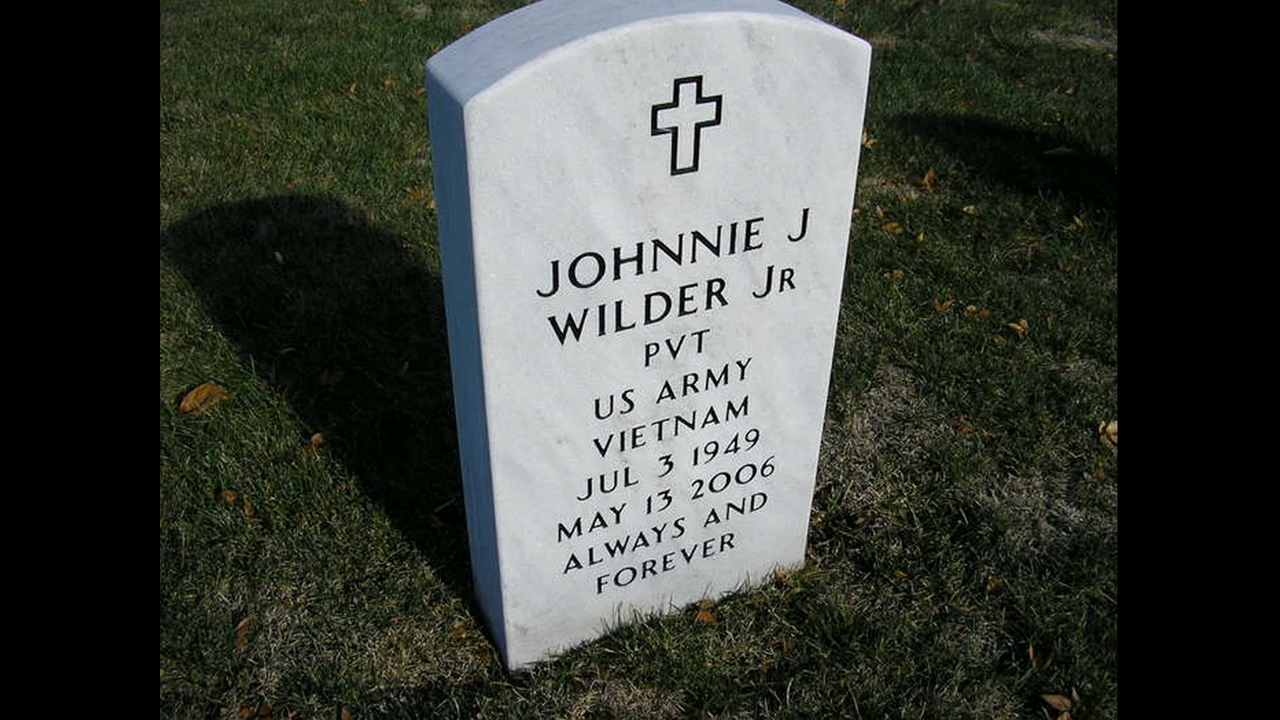 JOHNNIE J
WILDER JR
PVT
US ARMY
VIETNAM
JUL 3 1949
MAY 13 2006
ALWAYS AND
FOREVER